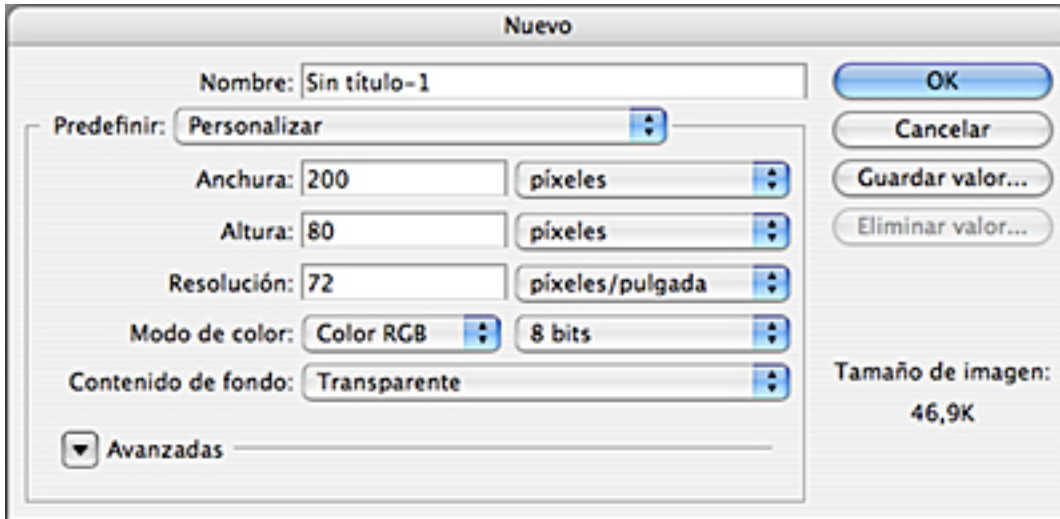 Nuevo
Nombre: Sin título-1
OK
Predefinir: Personalizar
Cancelar
Anchura: 200 píxeles
Guardar valor...
Altura: 80 píxeles
Eliminar valor...
Resolución: 72 píxeles/pulgada
Modo de color: Color RGB 8 bits
Contenido de fondo: Transparente
Tamaño de imagen:
46,9K
Avanzadas